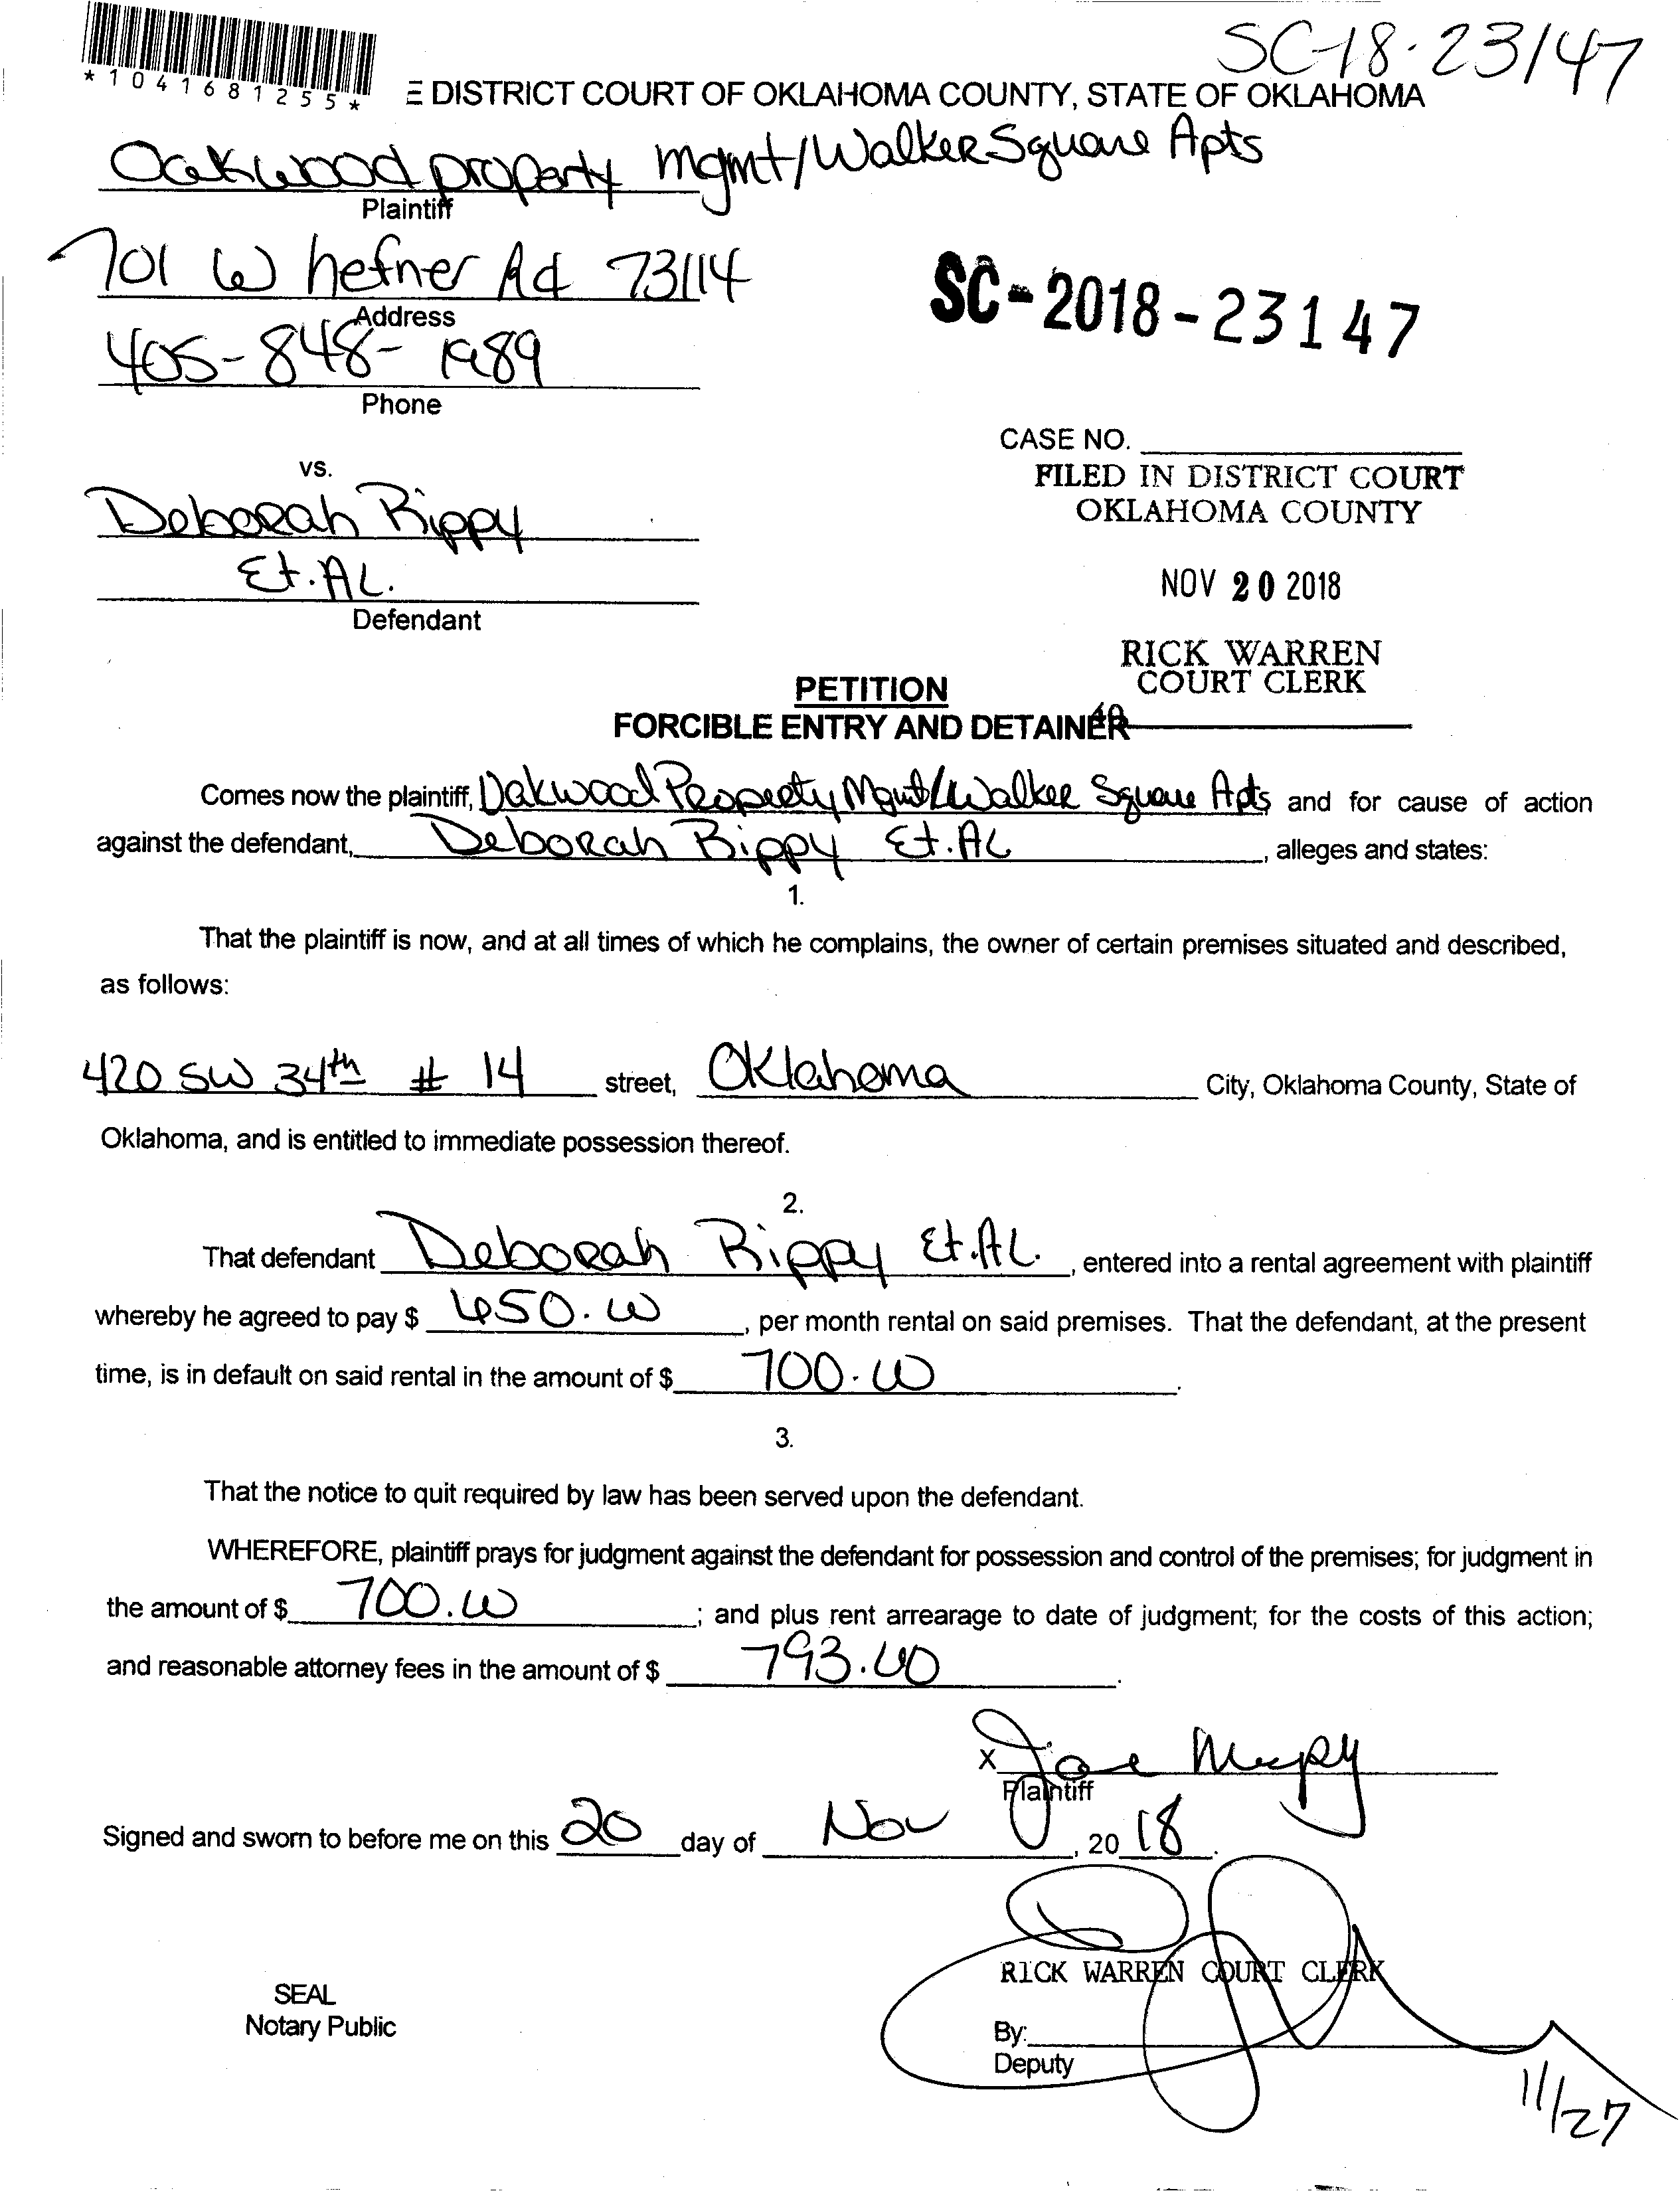 SC-18-23147
*1041681255*
E DISTRICT COURT OF OKLAHOMA COUNTY, STATE OF OKLAHOMA
Oakwood property mgmt/Walker Square Apts
Plaintiff
701 W hefner Rd 73114
Address
405-848-1989
Phone
SC-2018-23147
CASE NO.
vs.
FILED IN DISTRICT COURT
OKLAHOMA COUNTY
Deborah Rippy
Et.AL.
Defendant
NOV 20 2018
RICK WARREN
COURT CLERK
PETITION
FORCIBLE ENTRY AND DETAINER
Comes now the plaintiff, Oakwood Property Mgmt/Walker Square Apts and for cause of action
against the defendant, Deborah Rippy Et.AL , alleges and states:
1.
That the plaintiff is now, and at all times of which he complains, the owner of certain premises situated and described,
as follows:
420 SW 34th # 14 street, Oklahoma City, Oklahoma County, State of
Oklahoma, and is entitled to immediate possession thereof.
2.
That defendant Deborah Rippy Et.AL. , entered into a rental agreement with plaintiff
whereby he agreed to pay $ 650.00 , per month rental on said premises. That the defendant, at the present
time, is in default on said rental in the amount of $ 700.00 .
3.
That the notice to quit required by law has been served upon the defendant.
WHEREFORE, plaintiff prays for judgment against the defendant for possession and control of the premises; for judgment in
the amount of $ 700.00 ; and plus rent arrearage to date of judgment; for the costs of this action;
and reasonable attorney fees in the amount of $ 793.00 .
X
Plaintiff
Signed and sworn to before me on this 20 day of Nov , 20 18 .
RICK WARREN COURT CLERK
SEAL
Notary Public
By:
Deputy
11/27